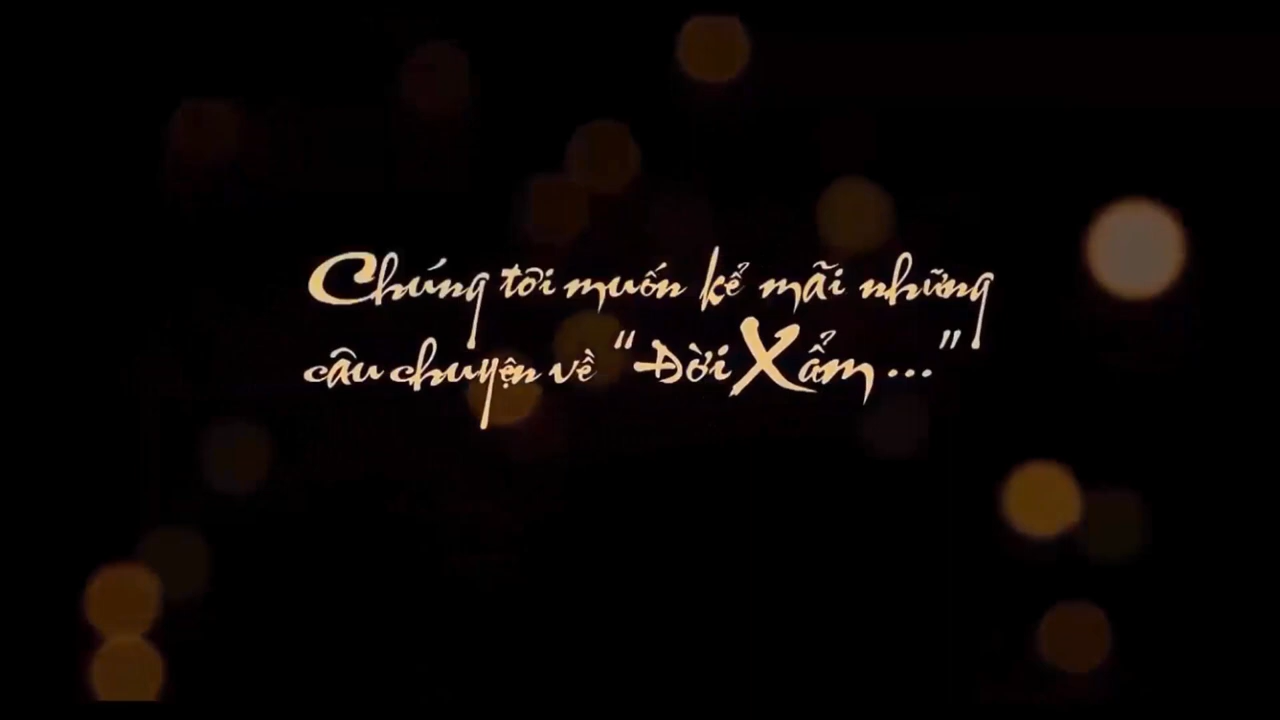 Chúng tôi muốn kể mãi những
câu chuyện về "Đời Xẩm..."